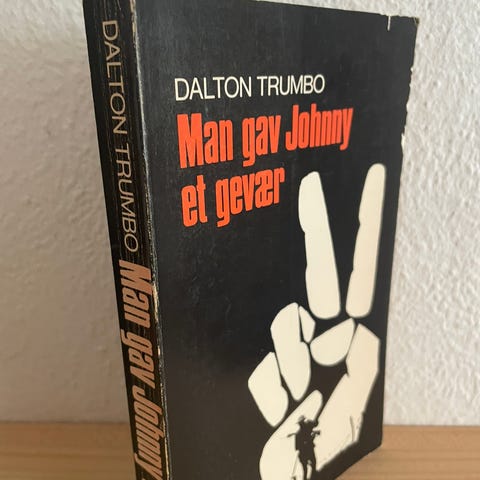 DALTON TRUMBO
Man gav Johnny
DALTON TRUMBO
Man gav Johnny
et gevær